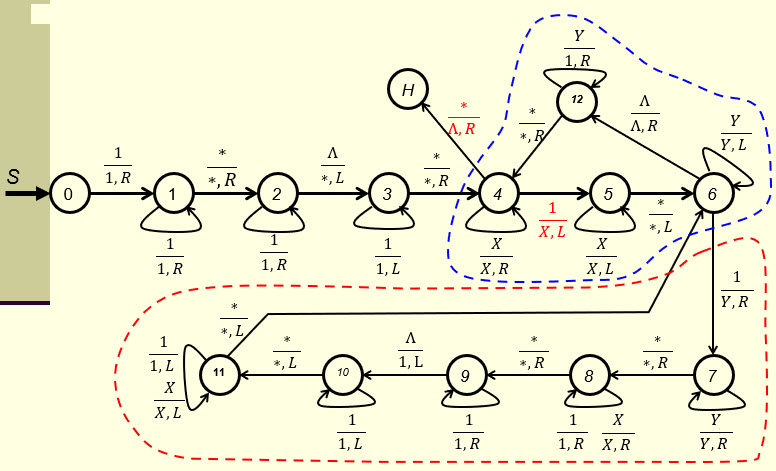 Y
1, R
12
H
*
Λ, R
*
*, R
Λ
Λ, R
Y
Y, L
S
0
1
1, R
1
*
*, R
2
Λ
*, L
3
*
*, R
4
1
X, L
5
*
*, L
6
1
1, R
1
1, R
1
1, L
X
X, R
X
X, L
1
Y, R
*
*, L
1
1, L
X
X, L
11
*
*, L
10
Λ
1, L
9
*
*, R
8
*
*, R
7
1
1, L
1
1, R
1
1, R
X
X, R
Y
Y, R